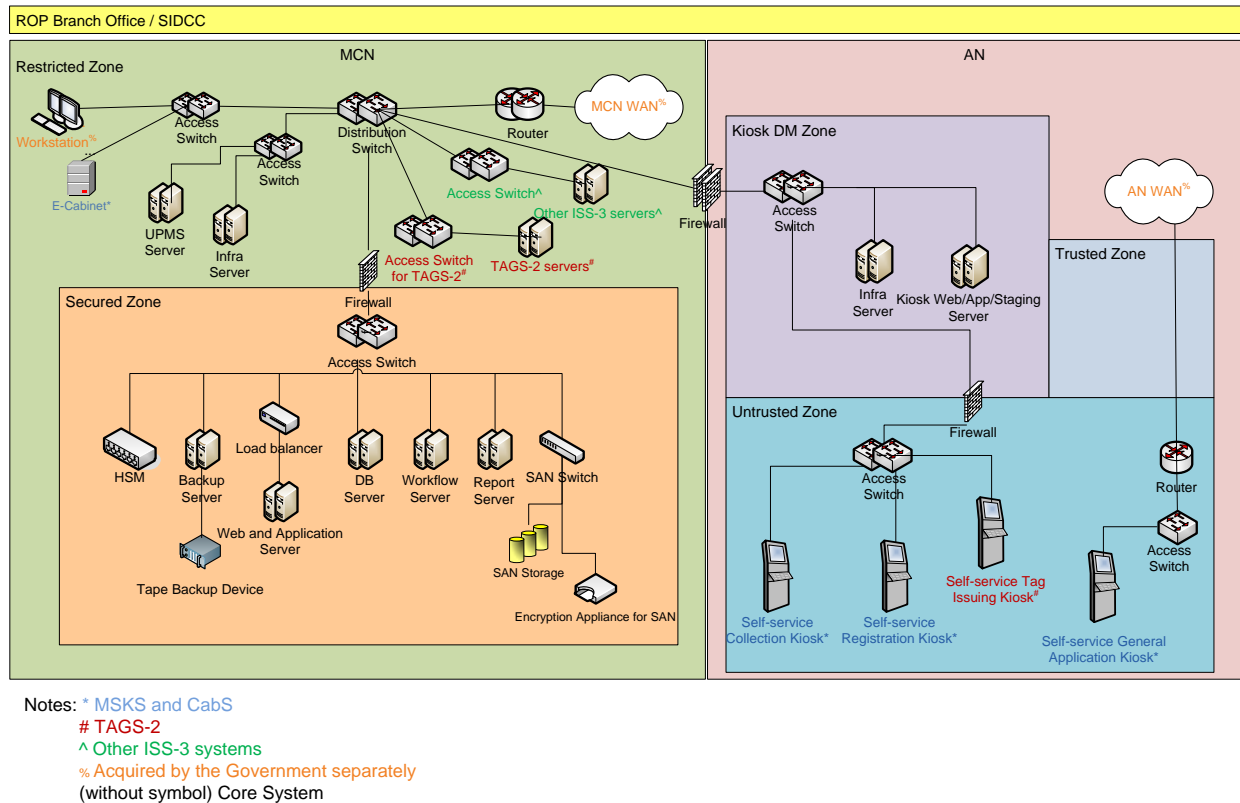 ROP Branch Office / SIDCC
MCN
AN
Restricted Zone
Workstation%
Access
Switch
...
E-Cabinet*
Access
Switch
UPMS
Server
Infra
Server
Distribution
Switch
Router
MCN WAN%
Access Switch^
Other ISS-3 servers^
Access Switch
for TAGS-2#
TAGS-2 servers#
Firewall
Firewall
Secured Zone
Access Switch
HSM
Backup
Server
Load balancer
Web and Application
Server
DB
Server
Workflow
Server
Report
Server
SAN Switch
Tape Backup Device
SAN Storage
Encryption Appliance for SAN
Kiosk DM Zone
Access
Switch
Infra
Server
Kiosk Web/App/Staging
Server
AN WAN%
Trusted Zone
Untrusted Zone
Firewall
Access
Switch
Router
Access
Switch
Self-service
Collection Kiosk*
Self-service
Registration Kiosk*
Self-service Tag
Issuing Kiosk#
Self-service General
Application Kiosk*
Notes: * MSKS and CabS
# TAGS-2
^ Other ISS-3 systems
% Acquired by the Government separately
(without symbol) Core System